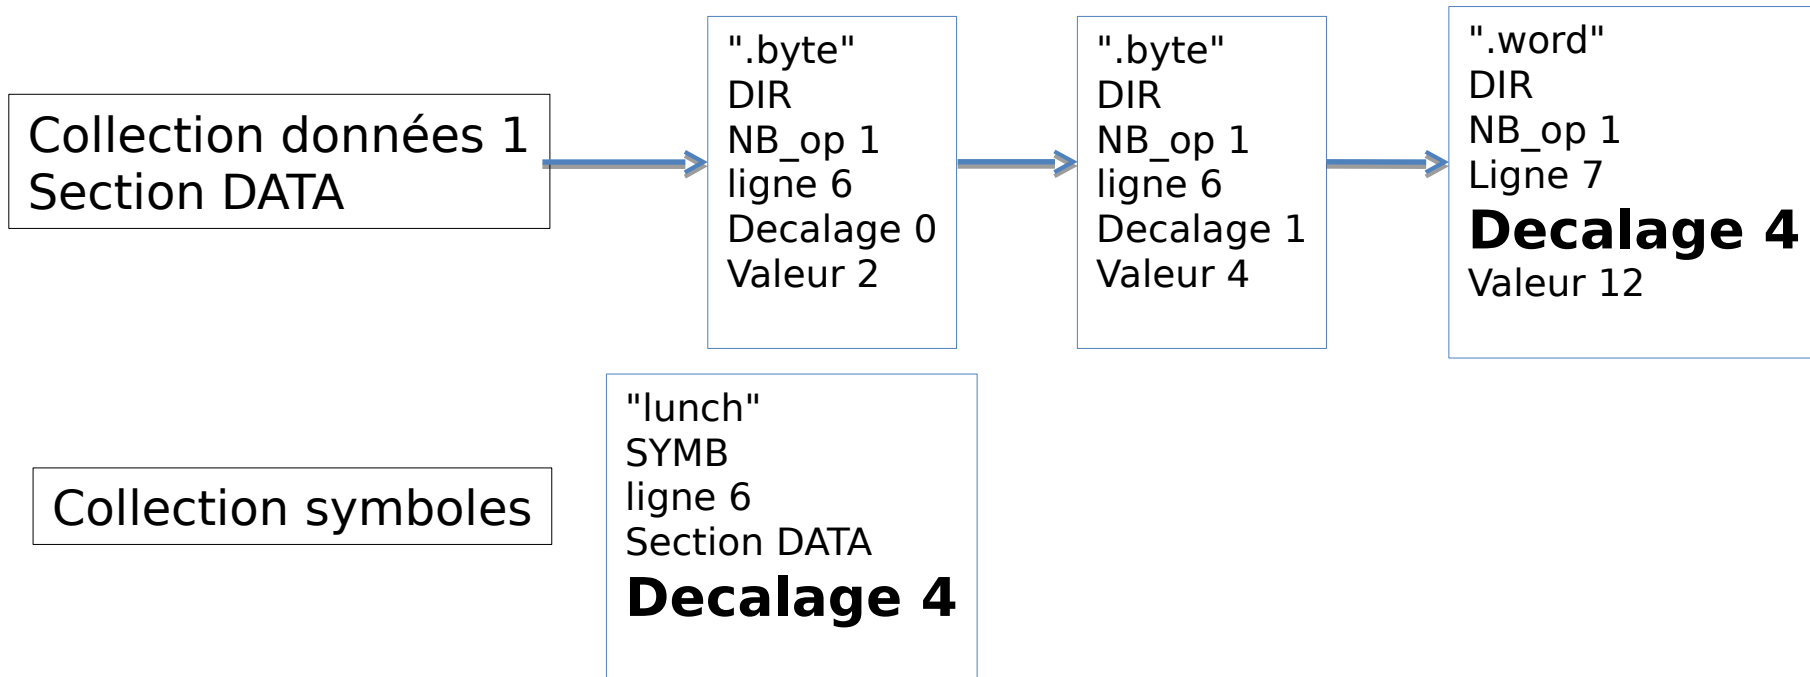 Collection données 1
Section DATA
".byte"
DIR
NB_op 1
ligne 6
Decalage 0
Valeur 2
".byte"
DIR
NB_op 1
ligne 6
Decalage 1
Valeur 4
".word"
DIR
NB_op 1
Ligne 7
Decalage 4
Valeur 12
Collection symboles
"lunch"
SYMB
ligne 6
Section DATA
Decalage 4